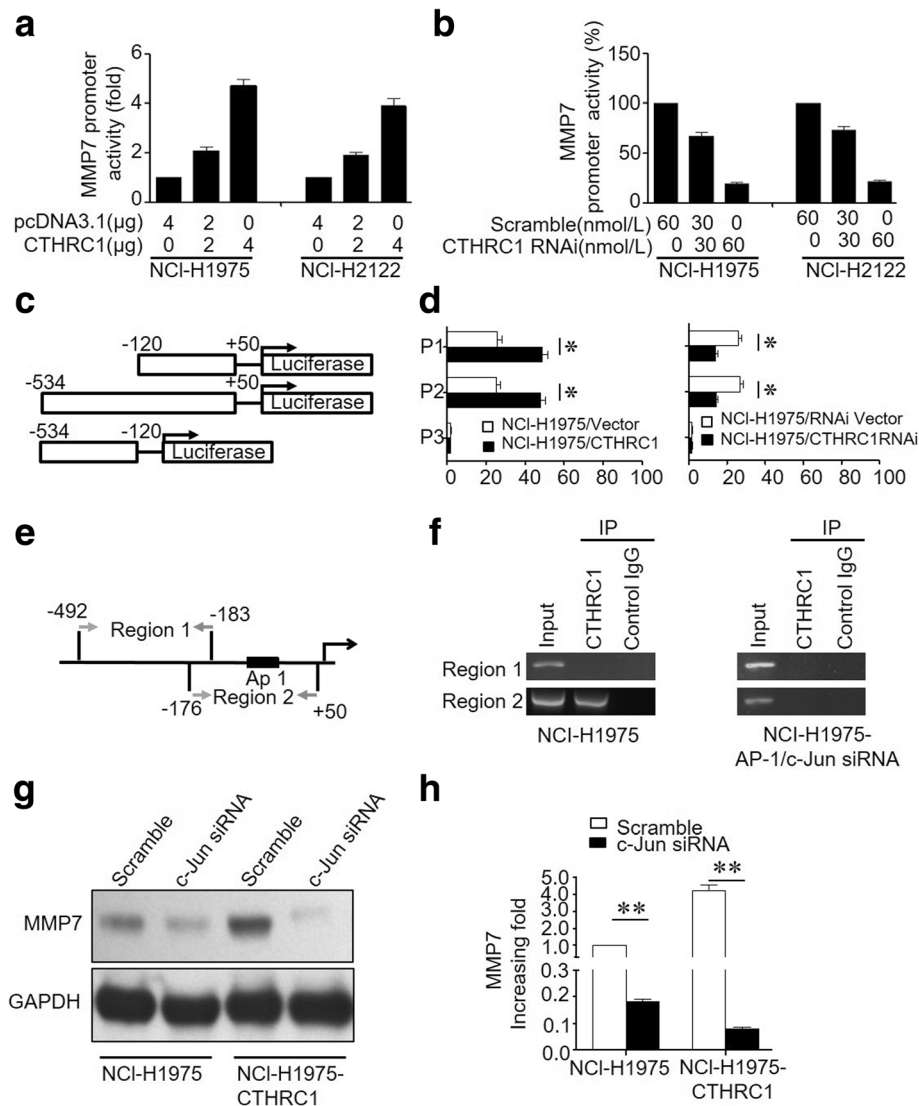 a
MMP7 promoter
activity (fold)
6
4
2
0
pcDNA3.1(μg) 4 2 0 4 2 0
CTHRC1(μg) 0 2 4 0 2 4
NCI-H1975 NCI-H2122
b
MMP7
promoter activity (%)
150
100
50
0
Scramble(nmol/L) 60 30 0 60 30 0
CTHRC1 RNAi(nmol/L) 0 30 60 0 30 60
NCI-H1975 NCI-H2122
c
-120 +50
Luciferase
-534 +50
Luciferase
-534 -120
Luciferase
d
P1 * *
P2 * *
P3
NCI-H1975/Vector
NCI-H1975/CTHRC1
0 20 40 60 80 100
NCI-H1975/RNAi Vector
NCI-H1975/CTHRC1RNAi
0 20 40 60 80 100
e
-492 -183
Region 1
Ap 1
Region 2
-176 +50
f
IP IP
Input CTHRC1 Control IgG Input CTHRC1 Control IgG
Region 1
Region 2
NCI-H1975 NCI-H1975-
AP-1/c-Jun siRNA
g
Scramble c-Jun siRNA Scramble c-Jun siRNA
MMP7
GAPDH
NCI-H1975 NCI-H1975-
CTHRC1
h
Scramble
c-Jun siRNA
MMP7
Increasing fold
5.0
4.0
3.0
2.0
1.0
0.3
0.2
0.1
0.0
** **
NCI-H1975 NCI-H1975-
CTHRC1